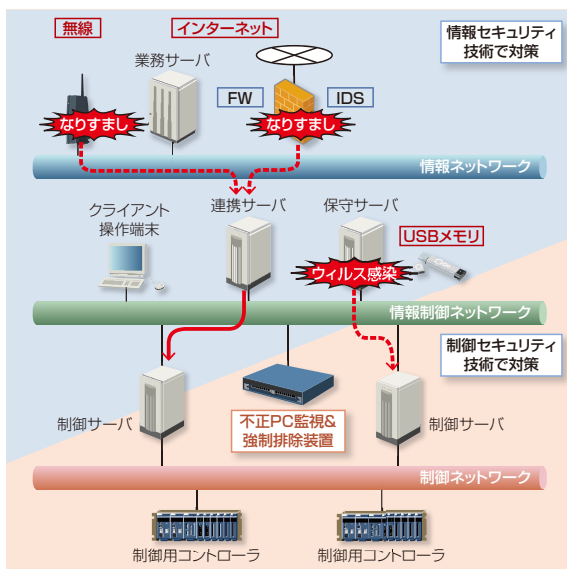 無線
インターネット
情報セキュリティ
技術で対策
業務サーバ
FW
IDS
なりすまし
なりすまし
情報ネットワーク
クライアント
操作端末
連携サーバ
保守サーバ
USBメモリ
ウィルス感染
情報制御ネットワーク
制御セキュリティ
技術で対策
制御サーバ
不正PC監視&
強制排除装置
制御サーバ
制御ネットワーク
制御用コントローラ
制御用コントローラ